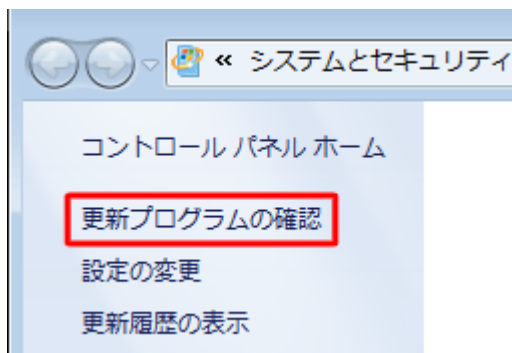 « システムとセキュリティ
コントロール パネル ホーム
更新プログラムの確認
設定の変更
更新履歴の表示